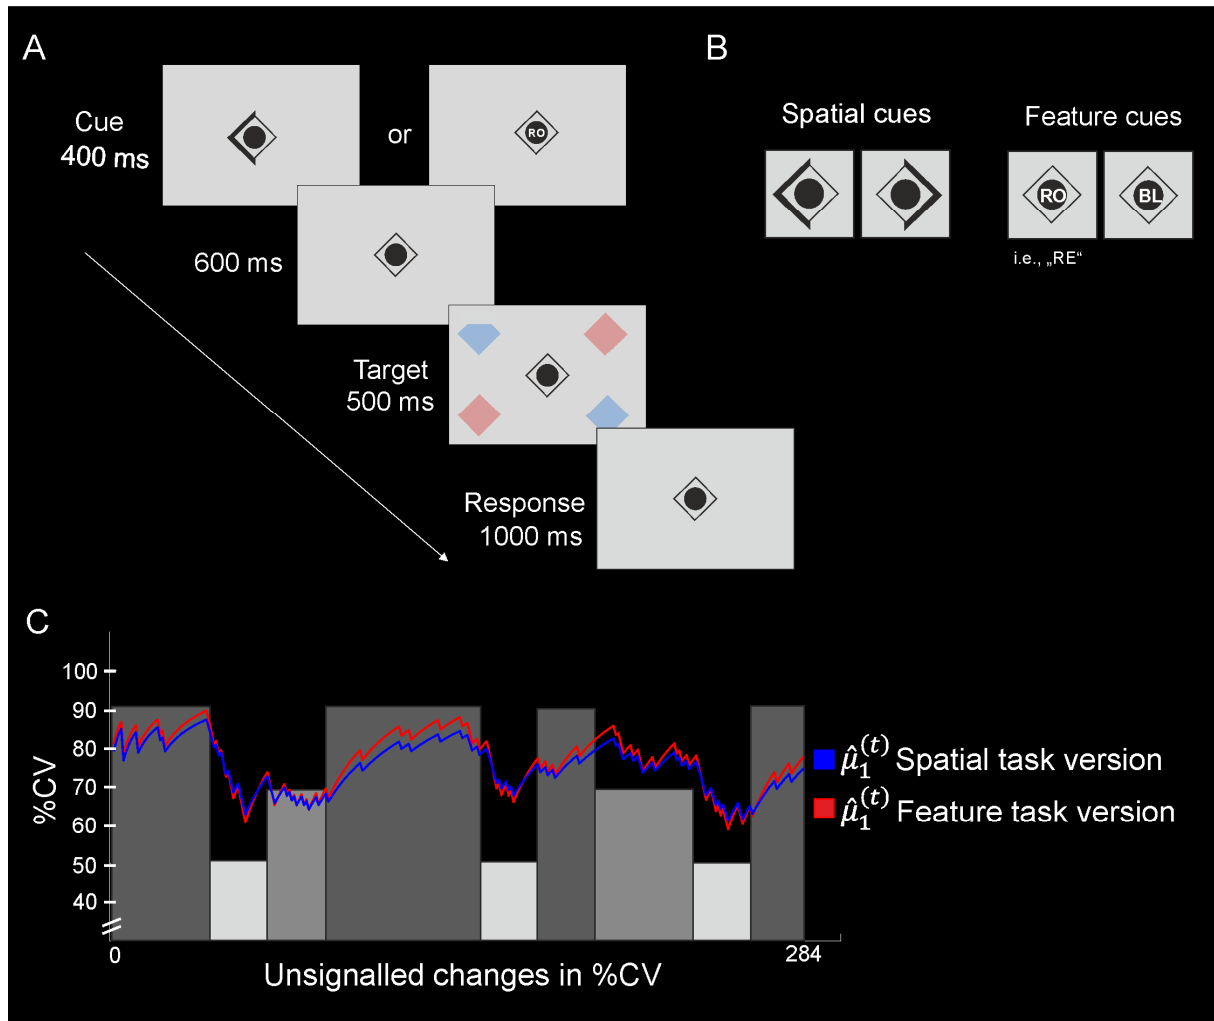 A
Cue
400 ms
or
RO
600 ms
Target
500 ms
Response
1000 ms
B
Spatial cues
Feature cues
RO
BL
i.e., „RE“
C
%CV
100
90
80
70
60
50
40
0
284
Unsignalled changes in %CV
μ̂₁⁽ᵗ⁾ Spatial task version
μ̂₁⁽ᵗ⁾ Feature task version